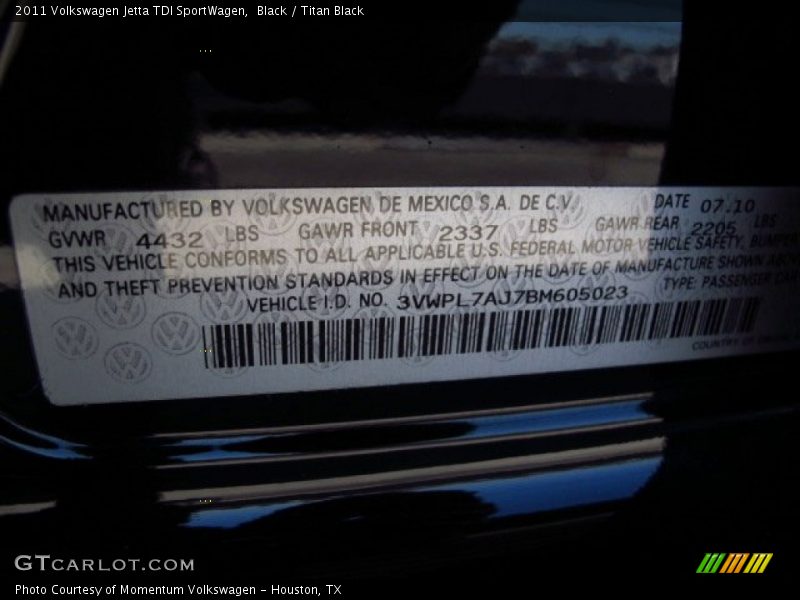 2011 Volkswagen Jetta TDI SportWagen,  Black / Titan Black
MANUFACTURED BY VOLKSWAGEN DE MEXICO S.A. DE C.V. DATE 07.10
GVWR 4432 LBS GAWR FRONT 2337 LBS GAWR REAR 2205 LBS
THIS VEHICLE CONFORMS TO ALL APPLICABLE U.S. FEDERAL MOTOR VEHICLE SAFETY, BUMPER
AND THEFT PREVENTION STANDARDS IN EFFECT ON THE DATE OF MANUFACTURE SHOWN ABOVE
VEHICLE I.D. NO. 3VWPL7AJ7BM605023 TYPE: PASSENGER CAR
COUNTRY OF
GTCARLOT.COM
Photo Courtesy of Momentum Volkswagen - Houston, TX